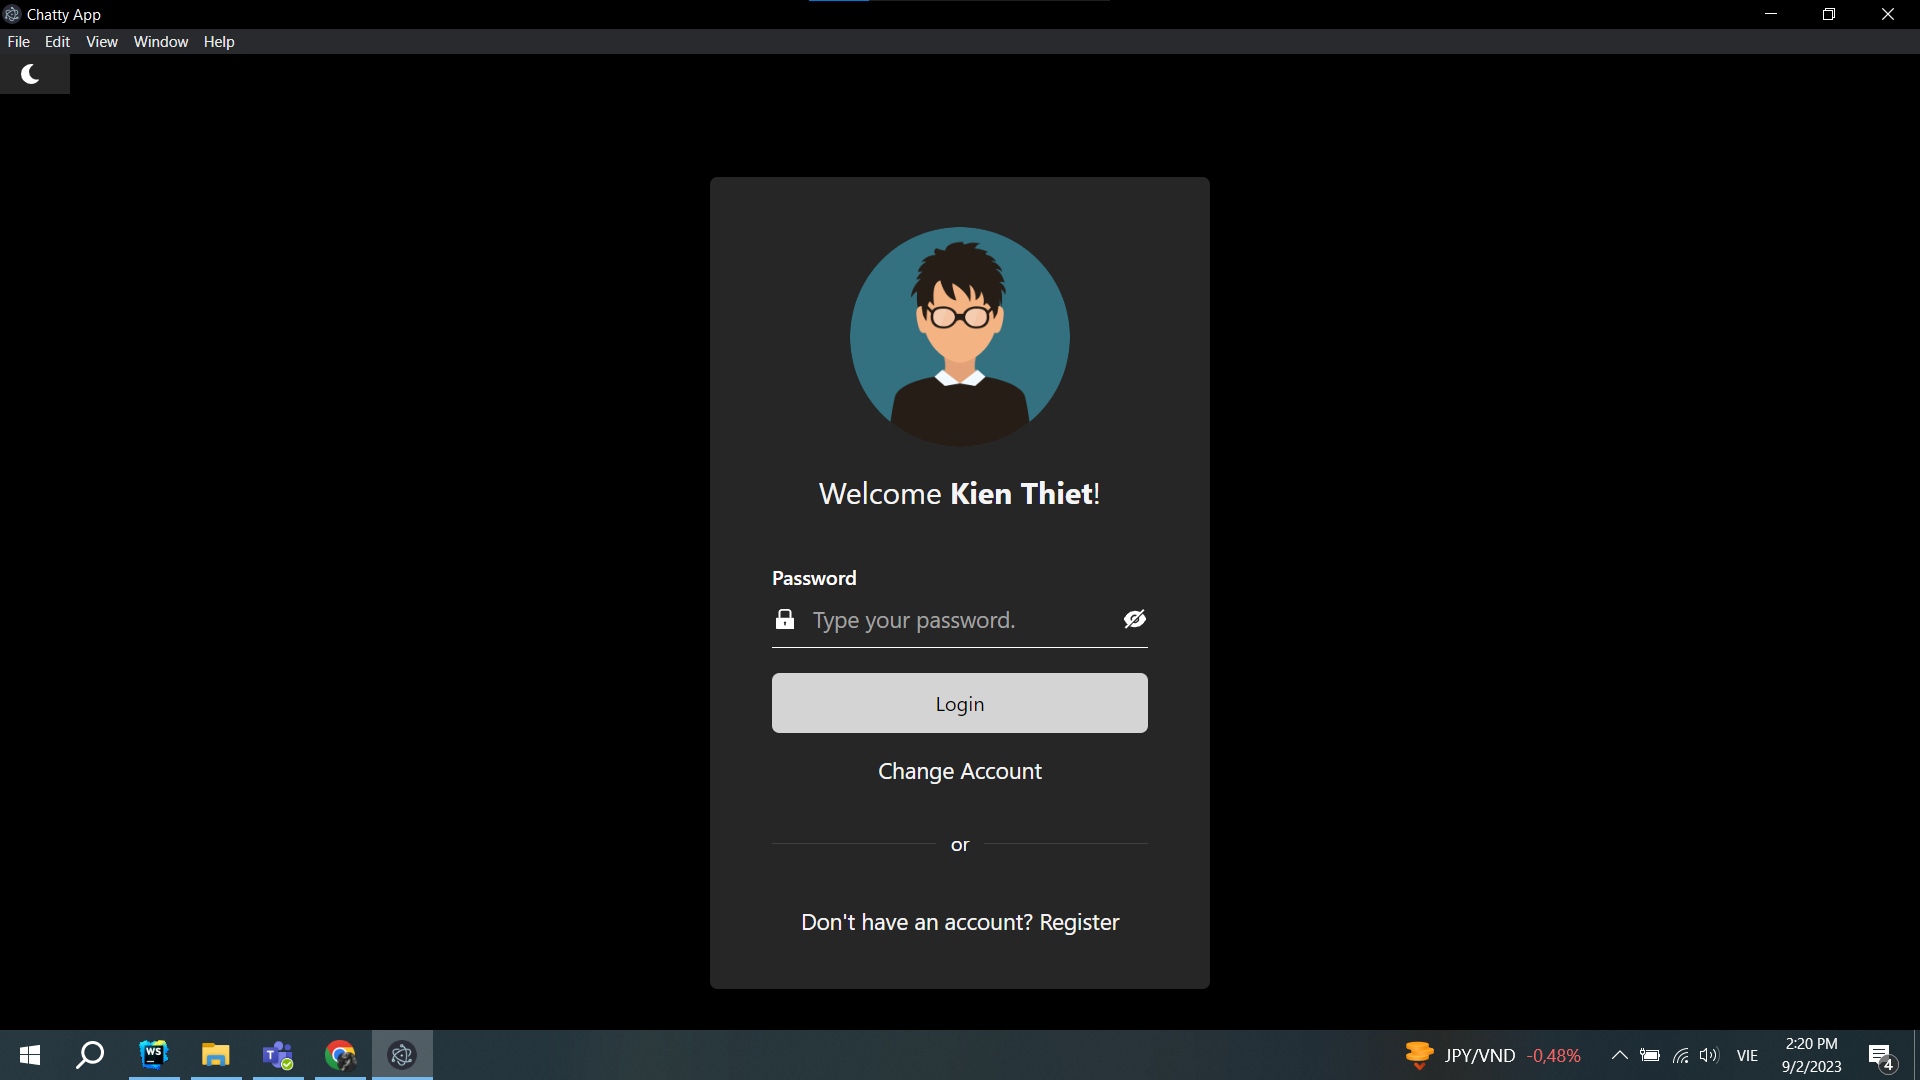 Chatty App
File Edit View Window Help
Welcome Kien Thiet!
Password
Type your password.
Login
Change Account
or
Don't have an account? Register
WS
T
JPY/VND -0,48%
VIE
2:20 PM
9/2/2023
4